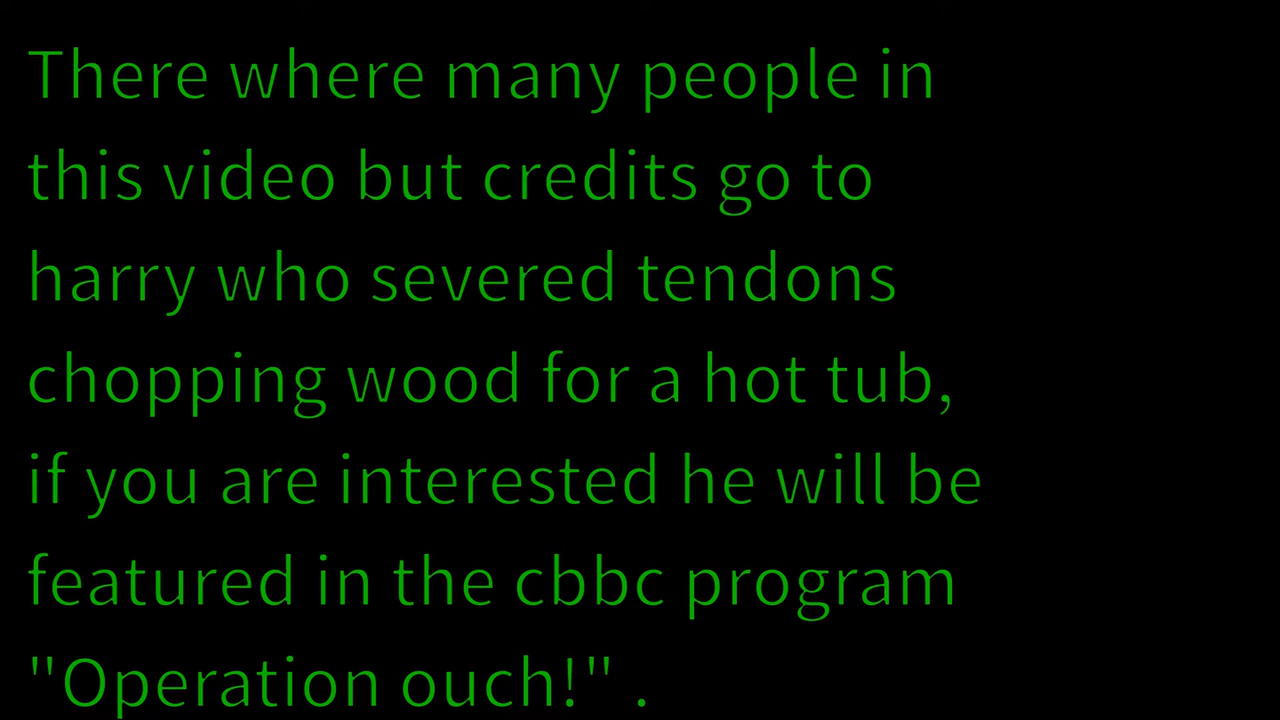 There where many people in
this video but credits go to
harry who severed tendons
chopping wood for a hot tub,
if you are interested he will be
featured in the cbbc program
"Operation ouch!" .